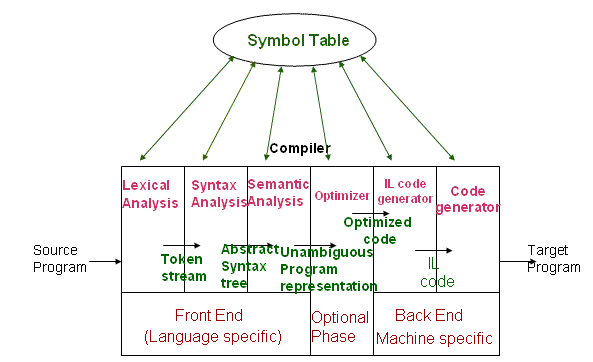 Symbol Table
Compiler
Lexical
Analysis
Syntax
Analysis
Semantic
Analysis
Optimizer
IL code
generator
Code
generator
Source
Program
Token
stream
Abstract
Syntax
tree
Unambiguous
Program
representation
Optimized
code
IL
code
Target
Program
Front End
(Language specific)
Optional
Phase
Back End
Machine specific)